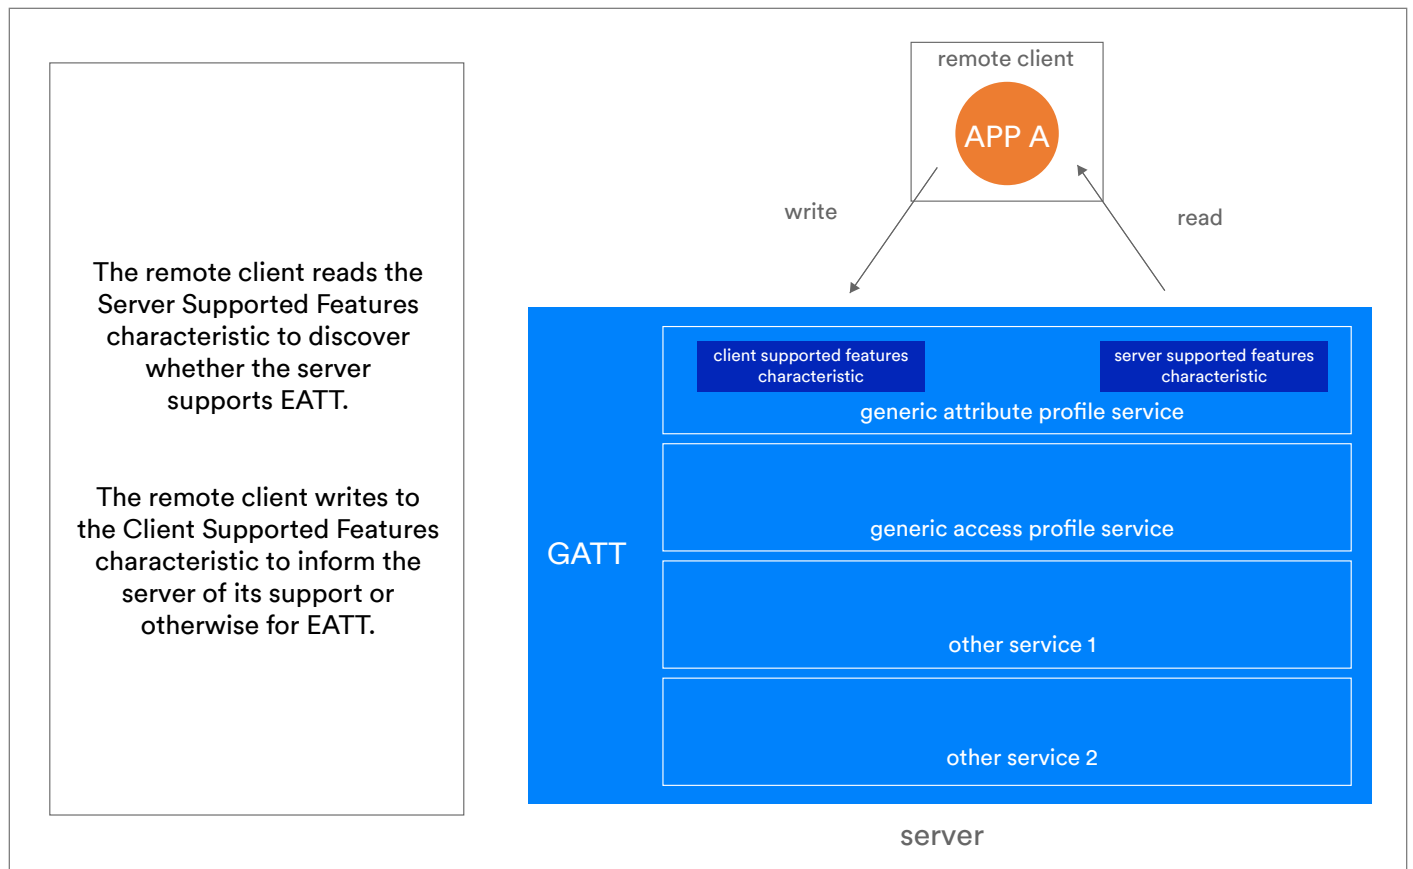 The remote client reads the
Server Supported Features
characteristic to discover
whether the server
supports EATT.
The remote client writes to
the Client Supported Features
characteristic to inform the
server of its support or
otherwise for EATT.
remote client
APP A
write
read
client supported features
characteristic
server supported features
characteristic
generic attribute profile service
GATT
generic access profile service
other service 1
other service 2
server